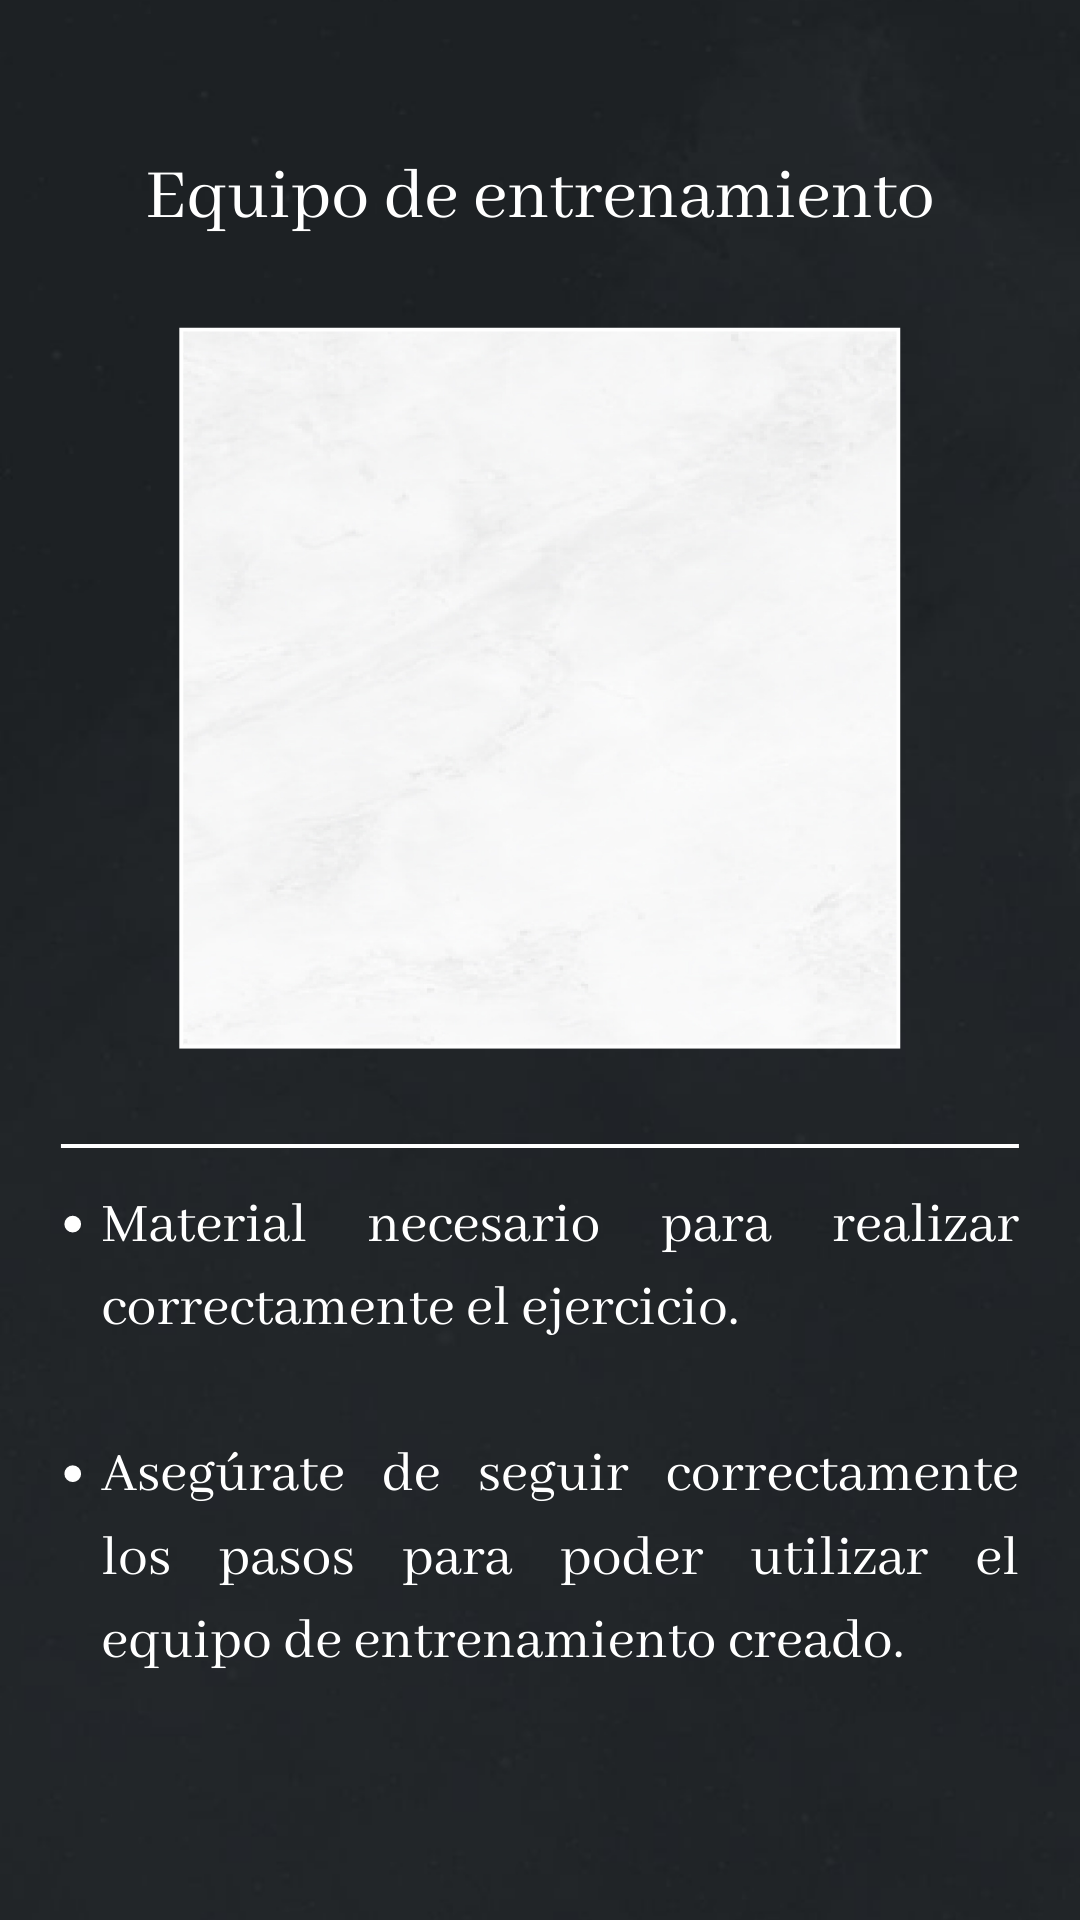 Equipo de entrenamiento
• Material necesario para realizar
correctamente el ejercicio.
• Asegúrate de seguir correctamente
los pasos para poder utilizar el
equipo de entrenamiento creado.